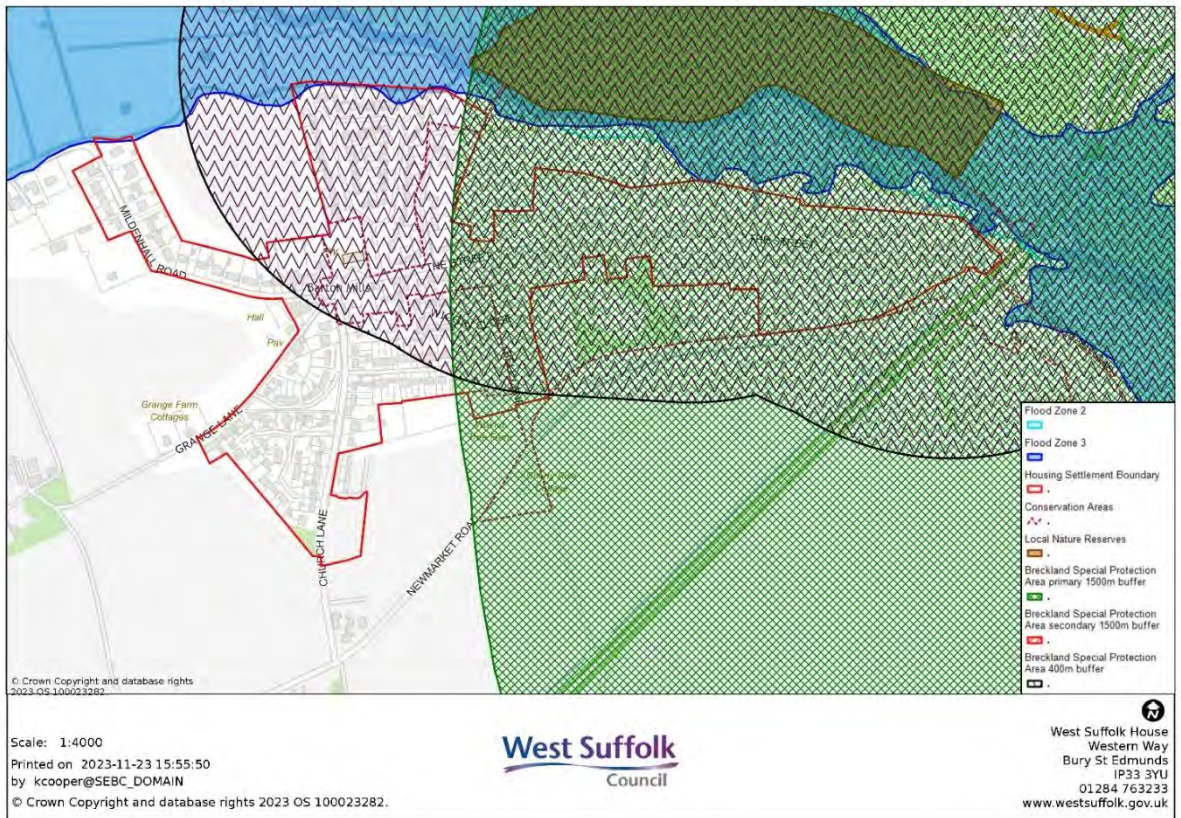 MILDENHALL ROAD
THE STREET
THE STREET
Barton Mills
Hall
Pav
Grange Farm
Cottages
GRANGE LANE
CHURCH LANE
NEWMARKET ROAD
© Crown Copyright and database rights
2023 OS 100023282.
Flood Zone 2
Flood Zone 3
Housing Settlement Boundary
Conservation Areas
Local Nature Reserves
Breckland Special Protection
Area primary 1500m buffer
Breckland Special Protection
Area secondary 1500m buffer
Breckland Special Protection
Area 400m buffer
N
Scale: 1:4000
Printed on 2023-11-23 15:55:50
by kcooper@SEBC_DOMAIN
© Crown Copyright and database rights 2023 OS 100023282.
West Suffolk
Council
West Suffolk House
Western Way
Bury St Edmunds
IP33 3YU
01284 763233
www.westsuffolk.gov.uk